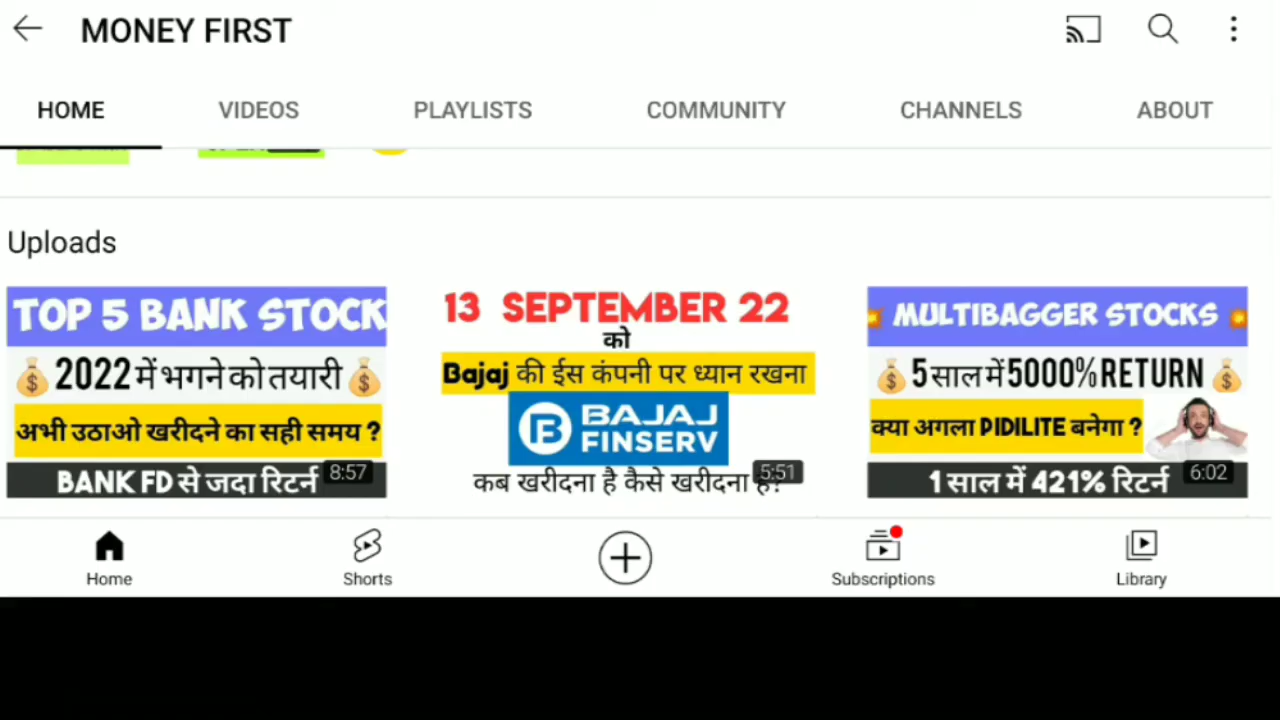 MONEY FIRST
HOME VIDEOS PLAYLISTS COMMUNITY CHANNELS ABOUT
Uploads
TOP 5 BANK STOCK
2022 में भगने को तयारी
अभी उठाओ खरीदने का सही समय ?
BANK FD से जदा रिटर्न 8:57
13 SEPTEMBER 22
को
Bajaj की ईस कंपनी पर ध्यान रखना
BAJAJ
FINSERV
कब खरीदना है कैसे खरीदना है? 5:51
MULTIBAGGER STOCKS
5 साल में 5000% RETURN
क्या अगला PIDILITE बनेगा ?
1 साल में 421% रिटर्न 6:02
Home Shorts Subscriptions Library